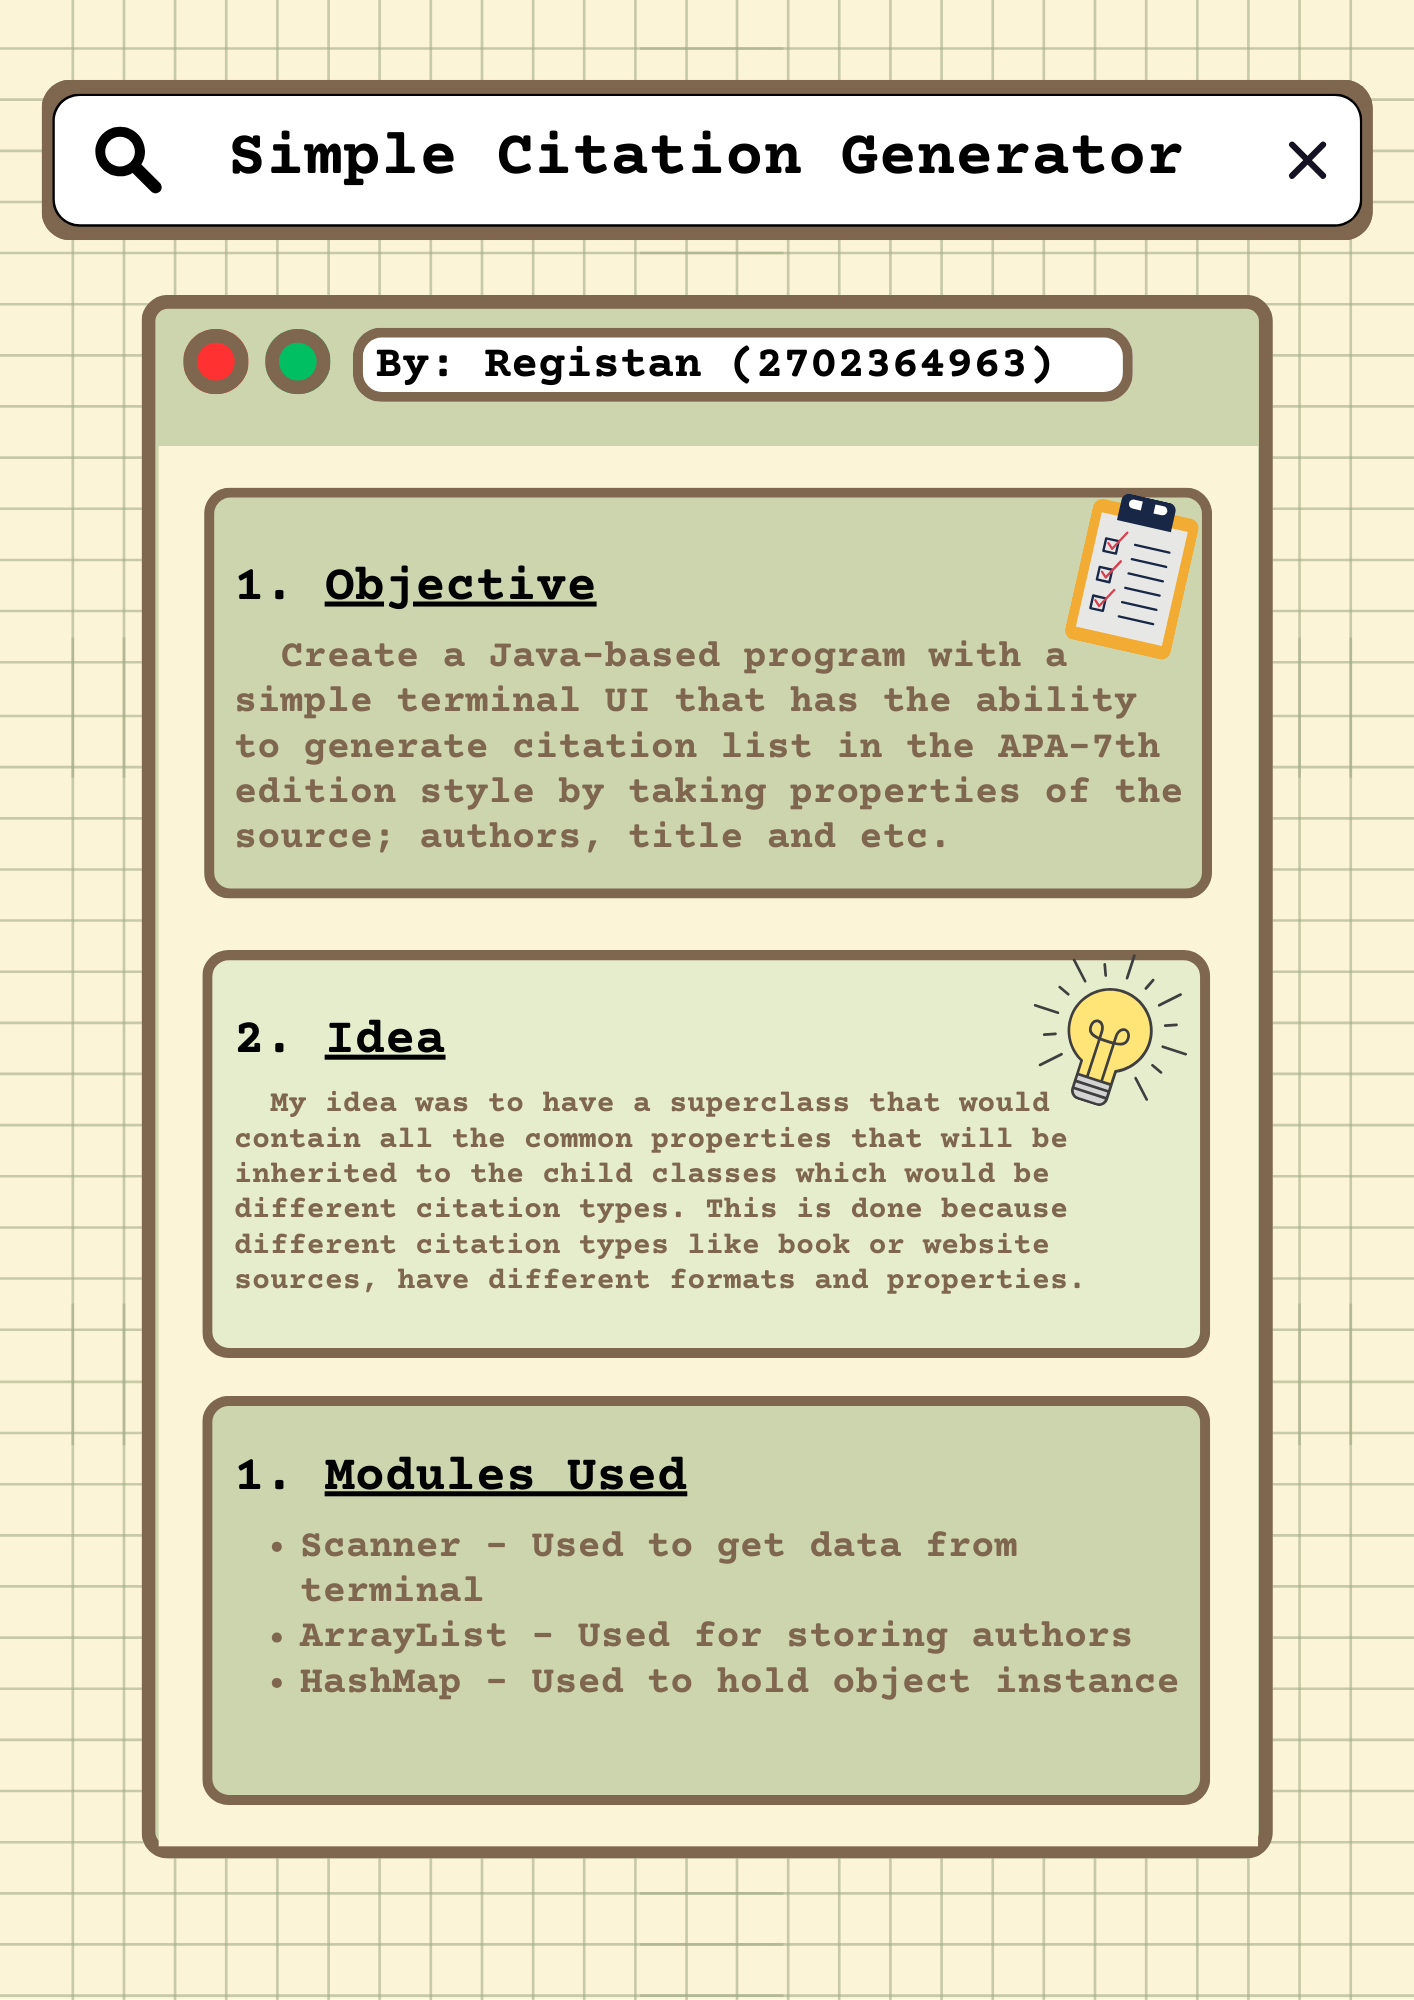 Simple Citation Generator
By: Registan (2702364963)
1. Objective
Create a Java-based program with a
simple terminal UI that has the ability
to generate citation list in the APA-7th
edition style by taking properties of the
source; authors, title and etc.
2. Idea
My idea was to have a superclass that would
contain all the common properties that will be
inherited to the child classes which would be
different citation types. This is done because
different citation types like book or website
sources, have different formats and properties.
1. Modules Used
• Scanner - Used to get data from
terminal
• ArrayList - Used for storing authors
• HashMap - Used to hold object instance